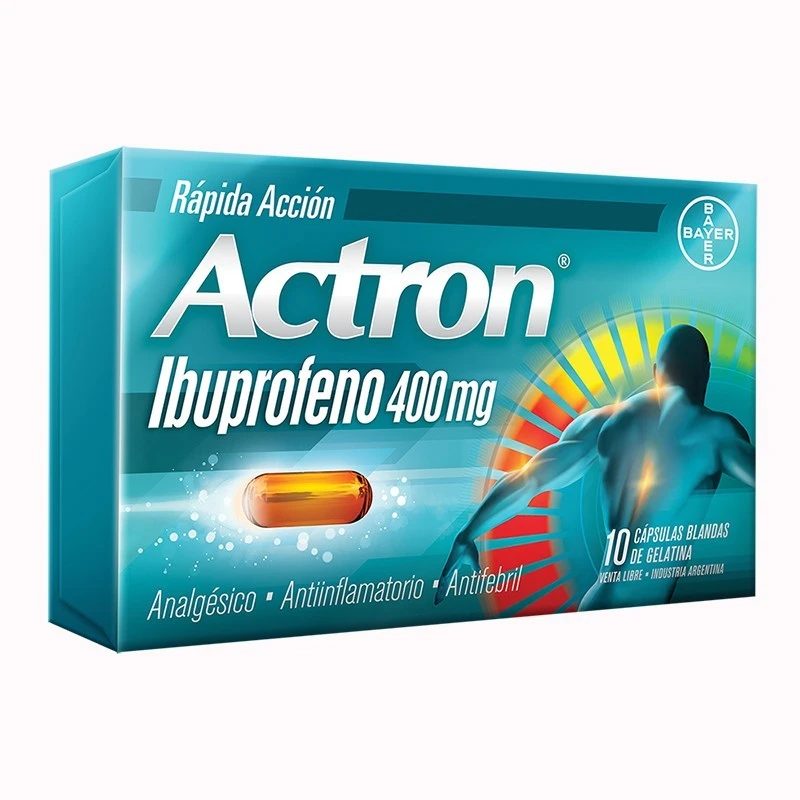 Rápida Acción
Actron®
Ibuprofeno 400 mg
BAYER
BAYER
10 CÁPSULAS BLANDAS
DE GELATINA
VENTA LIBRE • INDUSTRIA ARGENTINA
Analgésico • Antiinflamatorio • Antifebril